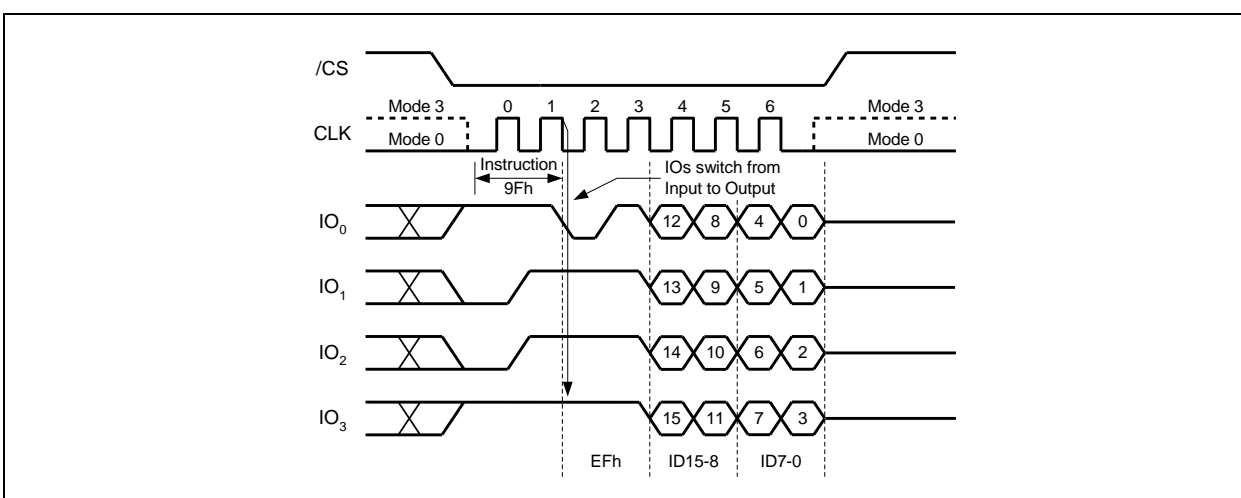 /CS
Mode 3 0 1 2 3 4 5 6 Mode 3
CLK
Mode 0 Mode 0
Instruction IOs switch from
9Fh Input to Output
IO0 12 8 4 0
IO1 13 9 5 1
IO2 14 10 6 2
IO3 15 11 7 3
EFh ID15-8 ID7-0